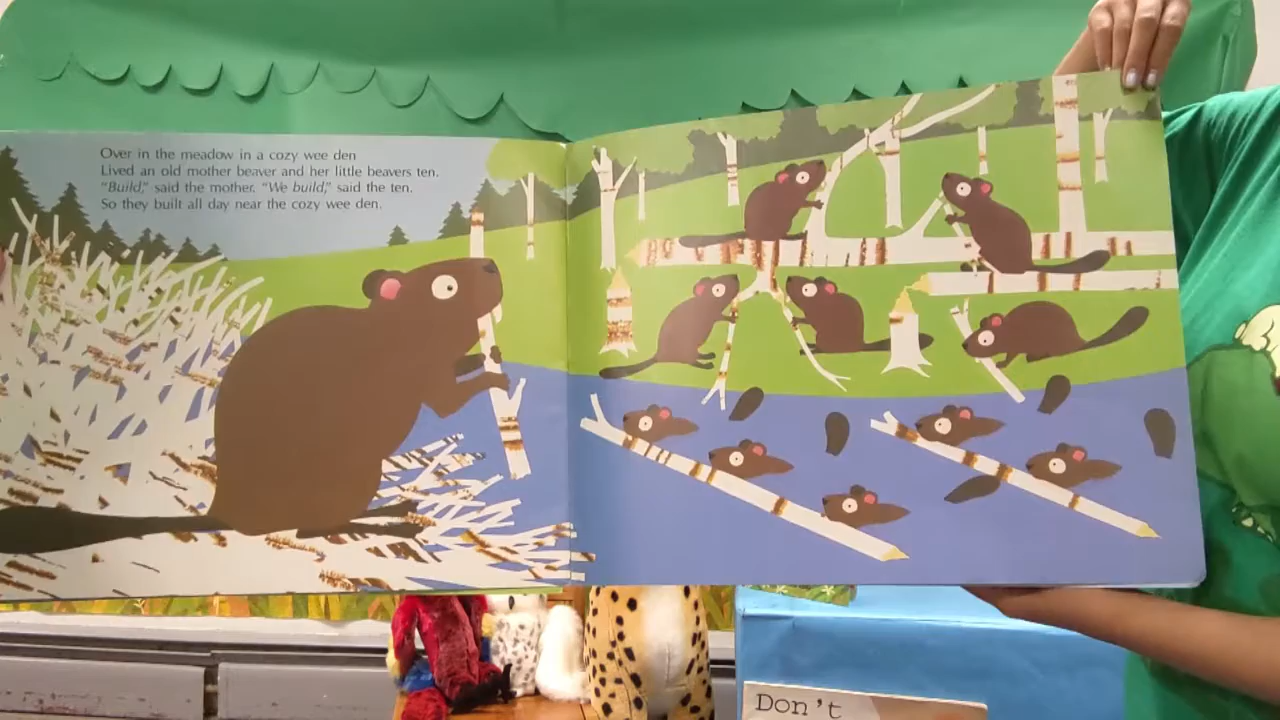 Over in the meadow in a cozy wee den
Lived an old mother beaver and her little beavers ten.
"Build," said the mother. "We build," said the ten.
So they built all day near the cozy wee den.
Don't